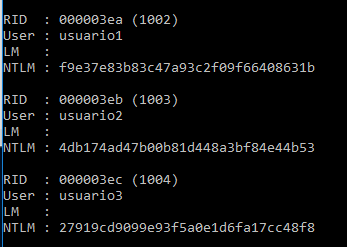 RID  : 000003ea (1002)
User : usuario1
LM   :
NTLM : f9e37e83b83c47a93c2f09f66408631b
RID  : 000003eb (1003)
User : usuario2
LM   :
NTLM : 4db174ad47b00b81d448a3bf84e44b53
RID  : 000003ec (1004)
User : usuario3
LM   :
NTLM : 27919cd9099e93f5a0e1d6fa17cc48f8